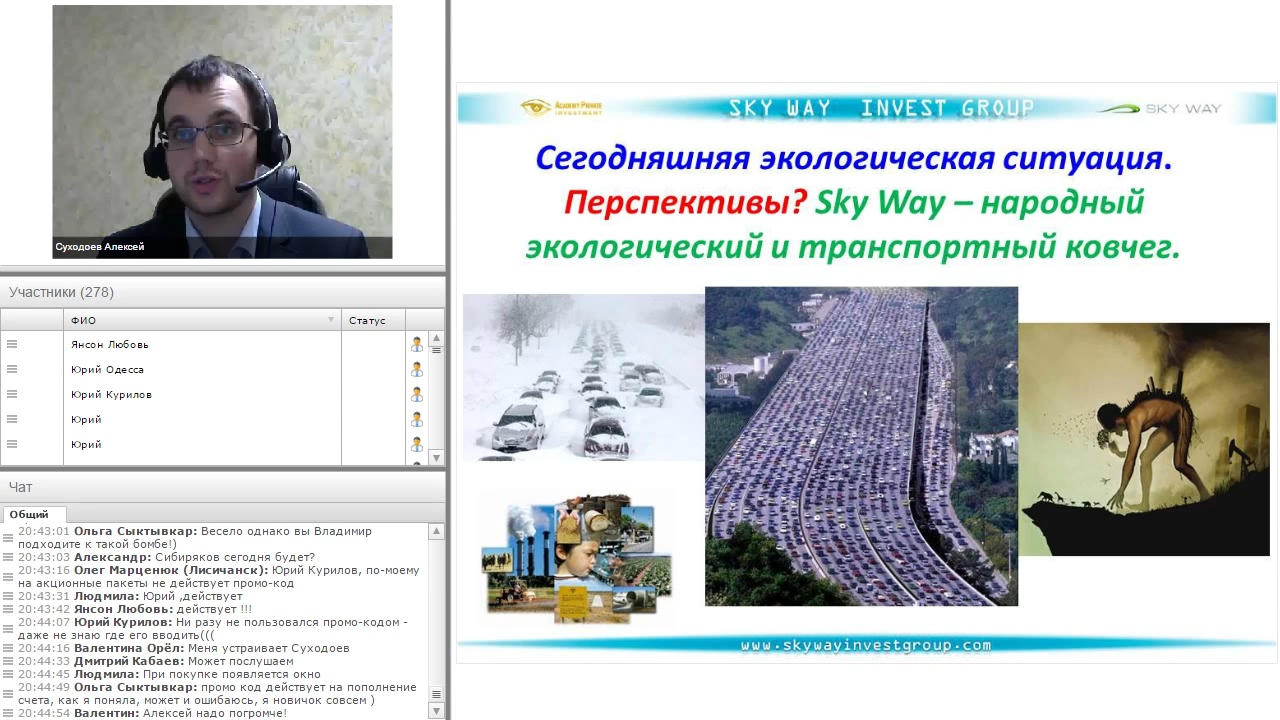 Суходоев Алексей
Участники (278)
ФИО
Статус
Янсон Любовь
Юрий Одесса
Юрий Курилов
Юрий
Юрий
Чат
Общий
20:43:01 Ольга Сыктывкар: Весело однако вы Владимир
подходите к такой бомбе!)
20:43:03 Александр: Сибиряков сегодня будет?
20:43:16 Олег Марценюк (Лисичанск): Юрий Курилов, по-моему
на акционные пакеты не действует промо-код
20:43:31 Людмила: Юрий ,действует
20:43:42 Янсон Любовь: действует !!!
20:44:07 Юрий Курилов: Ни разу не пользовался промо-кодом -
даже не знаю где его вводить(((
20:44:16 Валентина Орёл: Меня устраивает Суходоев
20:44:33 Дмитрий Кабаев: Может послушаем
20:44:45 Людмила: При покупке появляется окно
20:44:49 Ольга Сыктывкар: промо код действует на пополнение
счета, как я поняла, может и ошибаюсь, я новичок совсем )
20:44:54 Валентин: Алексей надо погромче!
ACADEMY PRIVATE
INVESTMENT
SKY WAY INVEST GROUP
SKY WAY
Сегодняшняя экологическая ситуация.
Перспективы? Sky Way – народный
экологический и транспортный ковчег.
www.skywayinvestgroup.com